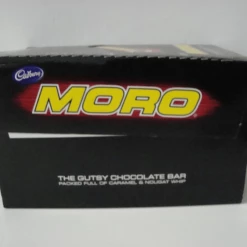 Cadbury
MORO
THE GUTSY CHOCOLATE BAR
PACKED FULL OF CARAMEL & NOUGAT WHIP